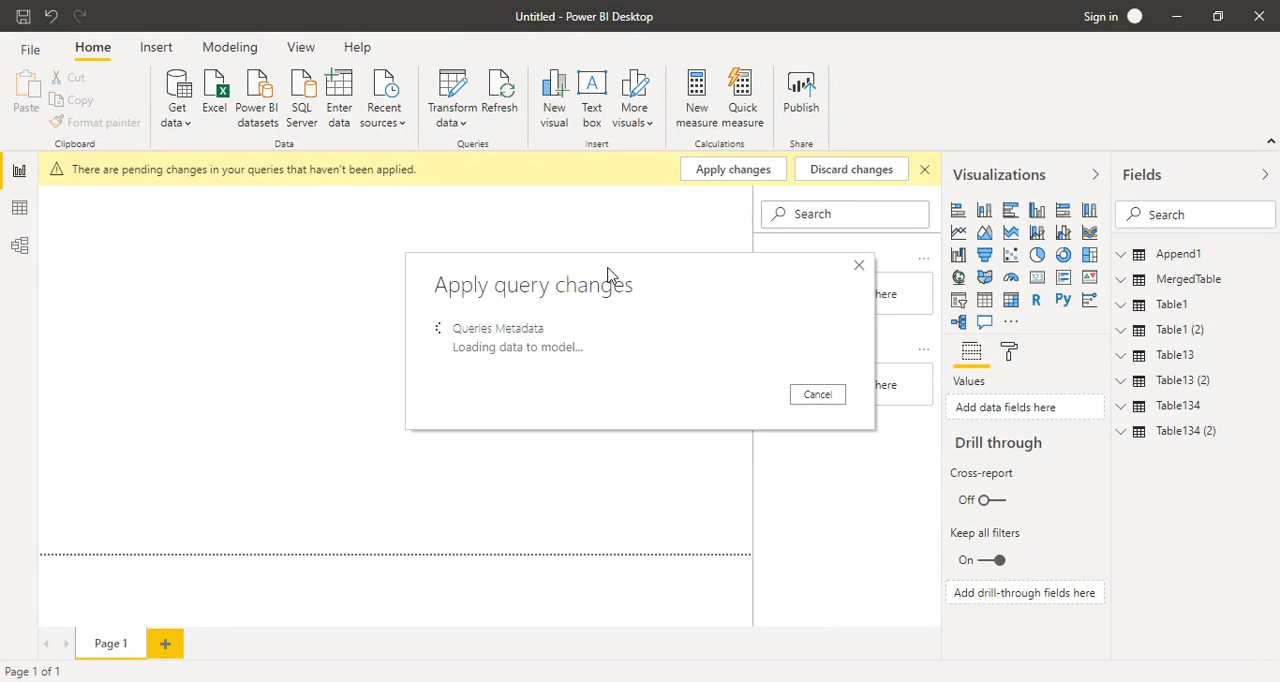 Untitled - Power BI Desktop
Sign in
File
Home
Insert
Modeling
View
Help
Paste
Cut
Copy
Format painter
Clipboard
Get
data
Excel
Power BI
datasets
SQL
Server
Enter
data
Recent
sources
Data
Transform
data
Refresh
Queries
New
visual
A
Text
box
More
visuals
Insert
New
measure
Quick
measure
Calculations
Publish
Share
There are pending changes in your queries that haven't been applied.
Apply changes
Discard changes
Search
Apply query changes
Queries Metadata
Loading data to model...
Cancel
here
here
Visualizations
123
R
Py
Values
Add data fields here
Drill through
Cross-report
Off
Keep all filters
On
Add drill-through fields here
Fields
Search
Append1
MergedTable
Table1
Table1 (2)
Table13
Table13 (2)
Table134
Table134 (2)
Page 1
Page 1 of 1